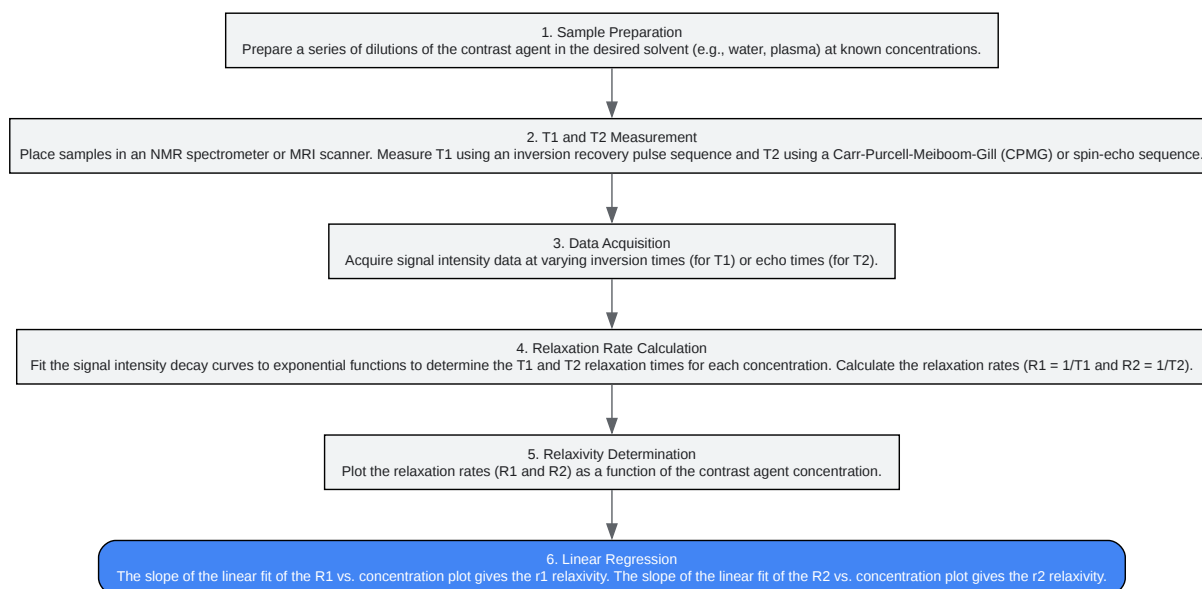 1. Sample Preparation
Prepare a series of dilutions of the contrast agent in the desired solvent (e.g., water, plasma) at known concentrations.
2. T1 and T2 Measurement
Place samples in an NMR spectrometer or MRI scanner. Measure T1 using an inversion recovery pulse sequence and T2 using a Carr-Purcell-Meiboom-Gill (CPMG) or spin-echo sequence.
3. Data Acquisition
Acquire signal intensity data at varying inversion times (for T1) or echo times (for T2).
4. Relaxation Rate Calculation
Fit the signal intensity decay curves to exponential functions to determine the T1 and T2 relaxation times for each concentration. Calculate the relaxation rates (R1 = 1/T1 and R2 = 1/T2).
5. Relaxivity Determination
Plot the relaxation rates (R1 and R2) as a function of the contrast agent concentration.
6. Linear Regression
The slope of the linear fit of the R1 vs. concentration plot gives the r1 relaxivity. The slope of the linear fit of the R2 vs. concentration plot gives the r2 relaxivity.